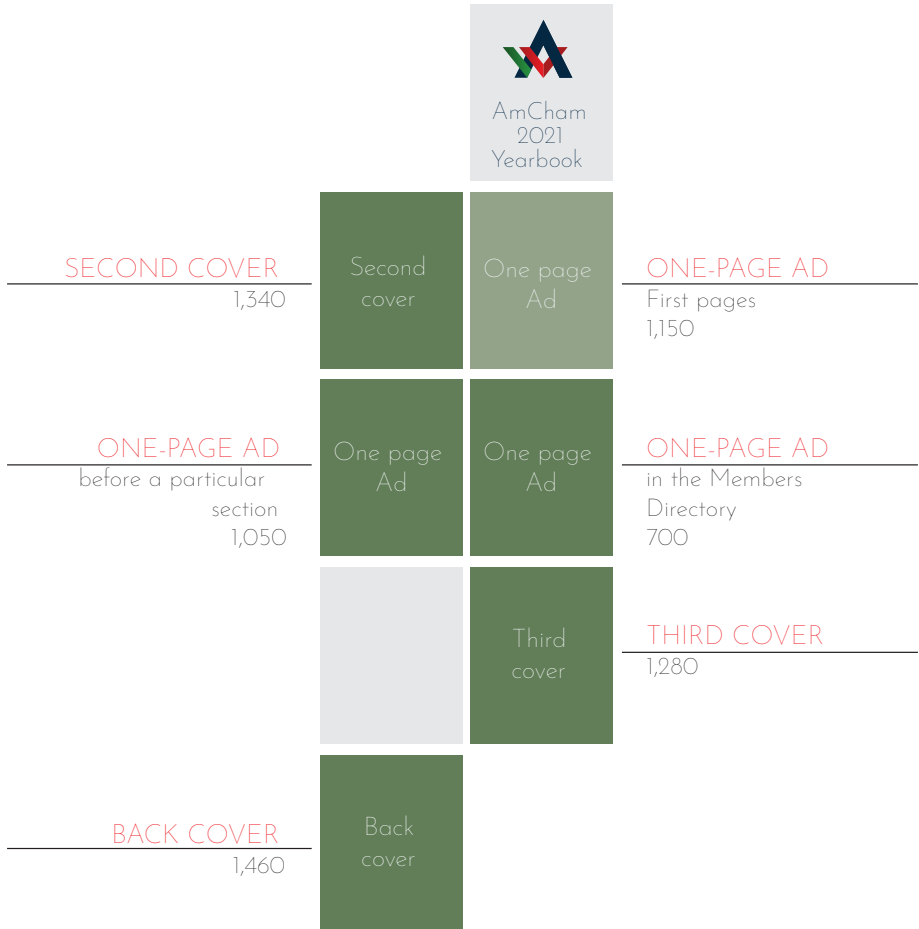 AmCham
2021
Yearbook
SECOND COVER
1,340
Second
cover
One page
Ad
ONE-PAGE AD
First pages
1,150
ONE-PAGE AD
before a particular
section
1,050
One page
Ad
One page
Ad
ONE-PAGE AD
in the Members
Directory
700
Third
cover
THIRD COVER
1,280
BACK COVER
1,460
Back
cover